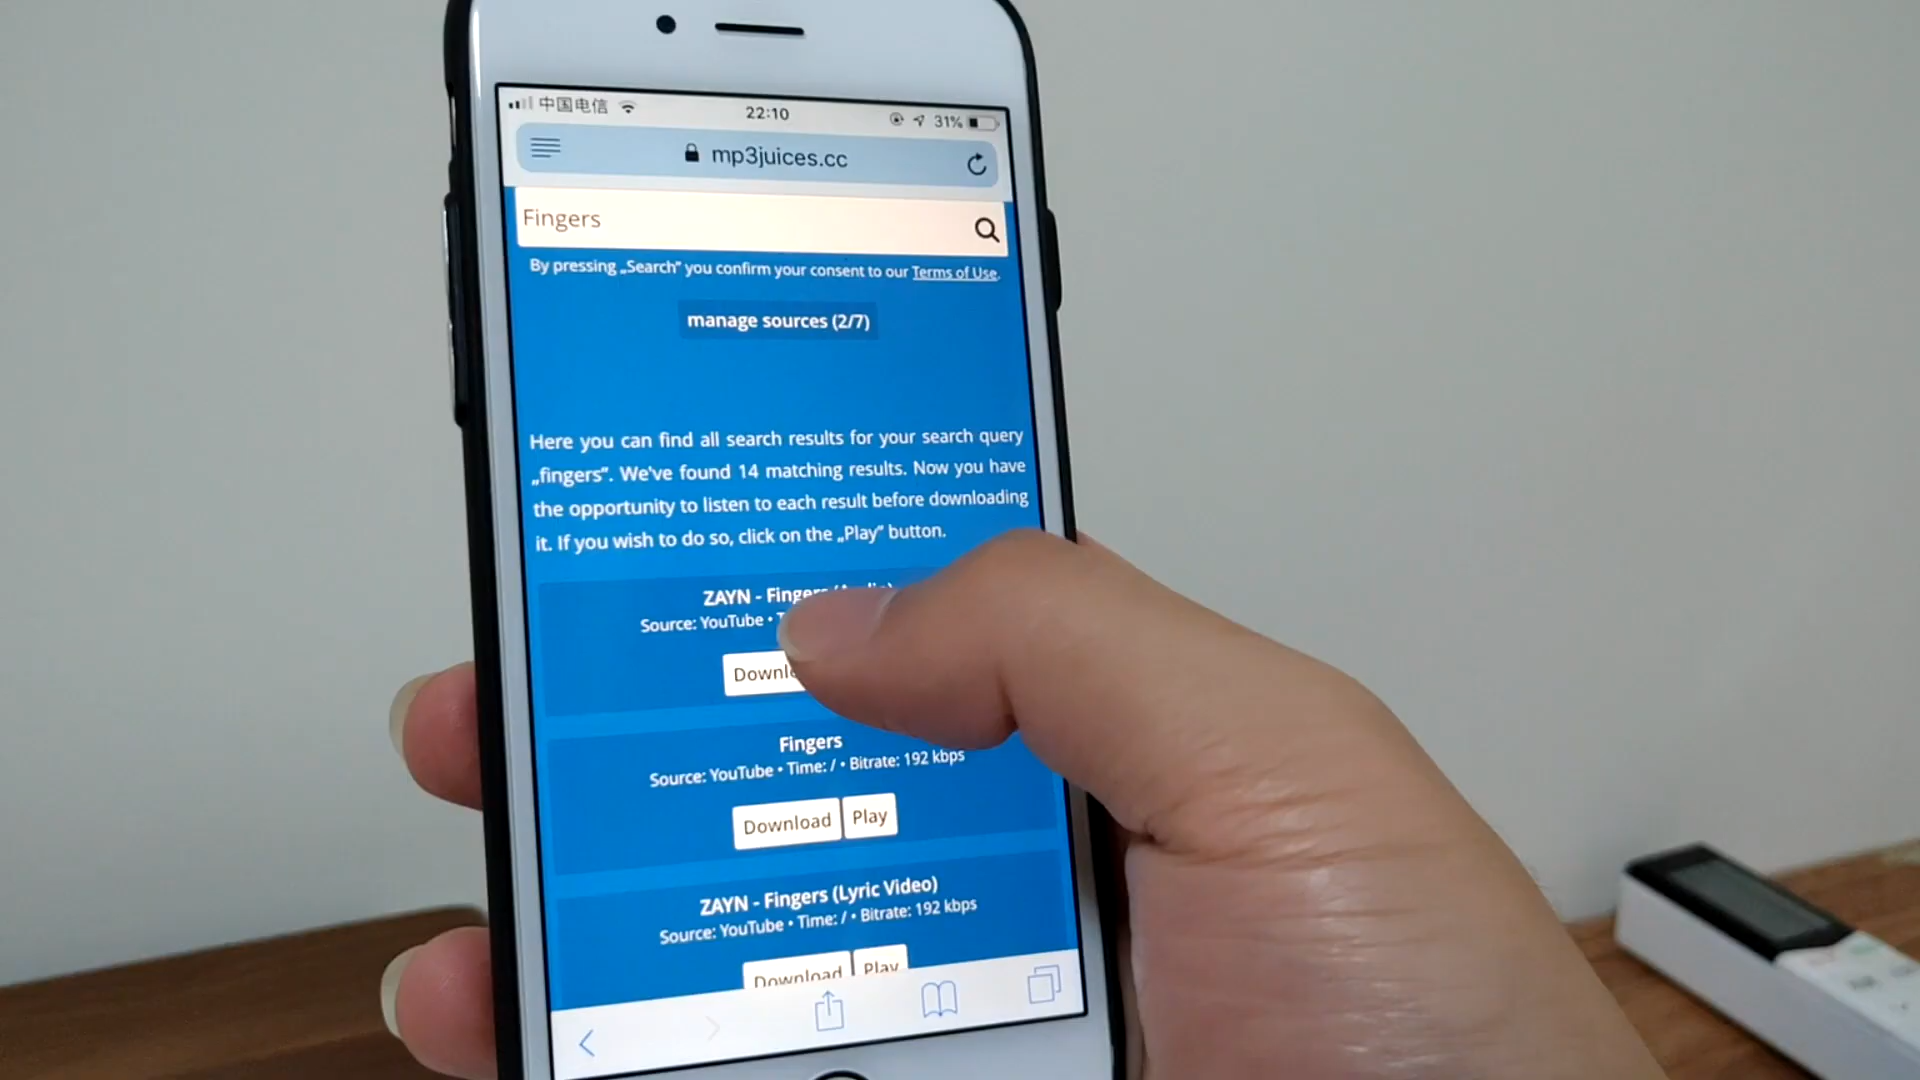 中国电信 22:10 31%
mp3juices.cc
Fingers
By pressing „Search“ you confirm your consent to our Terms of Use.
manage sources (2/7)
Here you can find all search results for your search query
„fingers“. We've found 14 matching results. Now you have
the opportunity to listen to each result before downloading
it. If you wish to do so, click on the „Play“ button.
ZAYN - Fingers
Source: YouTube •
Fingers
Source: YouTube • Time: / • Bitrate: 192 kbps
Download Play
ZAYN - Fingers (Lyric Video)
Source: YouTube • Time: / • Bitrate: 192 kbps
Download Play